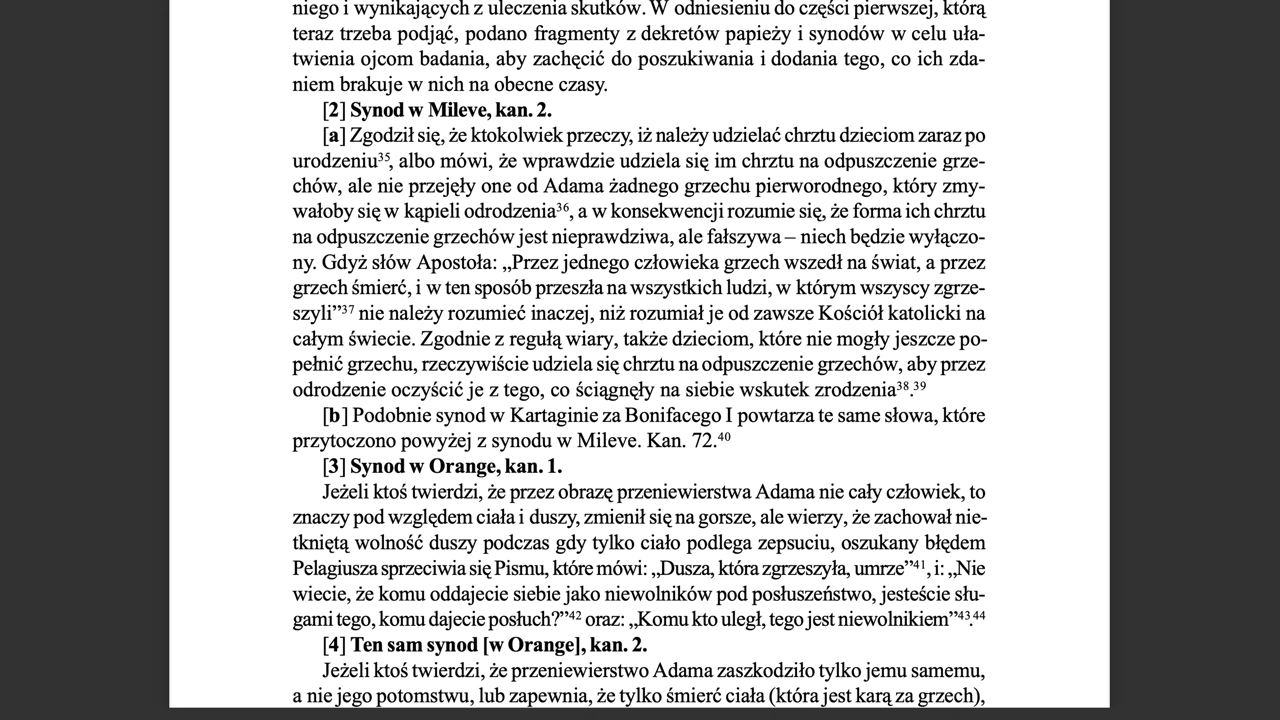 niego i wynikających z uleczenia skutków. W odniesieniu do części pierwszej, którą
teraz trzeba podjąć, podano fragmenty z dekretów papieży i synodów w celu uła-
twienia ojcom badania, aby zachęcić do poszukiwania i dodania tego, co ich zda-
niem brakuje w nich na obecne czasy.
[2] Synod w Mileve, kan. 2.
[a] Zgodził się, że ktokolwiek przeczy, iż należy udzielać chrztu dzieciom zaraz po
urodzeniu³⁵, albo mówi, że wprawdzie udziela się im chrztu na odpuszczenie grze-
chów, ale nie przejęły one od Adama żadnego grzechu pierworodnego, który zmy-
wałoby się w kąpieli odrodzenia³⁶, a w konsekwencji rozumie się, że forma ich chrztu
na odpuszczenie grzechów jest nieprawdziwa, ale fałszywa – niech będzie wyłączo-
ny. Gdyż słów Apostoła: „Przez jednego człowieka grzech wszedł na świat, a przez
grzech śmierć, i w ten sposób przeszła na wszystkich ludzi, w którym wszyscy zgrze-
szyli”³⁷ nie należy rozumieć inaczej, niż rozumiał je od zawsze Kościół katolicki na
całym świecie. Zgodnie z regułą wiary, także dzieciom, które nie mogły jeszcze po-
pełnić grzechu, rzeczywiście udziela się chrztu na odpuszczenie grzechów, aby przez
odrodzenie oczyścić je z tego, co ściągnęły na siebie wskutek zrodzenia³⁸.³⁹
[b] Podobnie synod w Kartaginie za Bonifacego I powtarza te same słowa, które
przytoczono powyżej z synodu w Mileve. Kan. 72.⁴⁰
[3] Synod w Orange, kan. 1.
Jeżeli ktoś twierdzi, że przez obrazę przeniewierstwa Adama nie cały człowiek, to
znaczy pod względem ciała i duszy, zmienił się na gorsze, ale wierzy, że zachował nie-
tkniętą wolność duszy podczas gdy tylko ciało podlega zepsuciu, oszukany błędem
Pelagiusza sprzeciwia się Pismu, które mówi: „Dusza, która zgrzeszyła, umrze”⁴¹, i: „Nie
wiecie, że komu oddajecie siebie jako niewolników pod posłuszeństwo, jesteście słu-
gami tego, komu dajecie posłuch?”⁴² oraz: „Komu kto uległ, tego jest niewolnikiem”⁴³.⁴⁴
[4] Ten sam synod [w Orange], kan. 2.
Jeżeli ktoś twierdzi, że przeniewierstwo Adama zaszkodziło tylko jemu samemu,
a nie jego potomstwu, lub zapewnia, że tylko śmierć ciała (która jest karą za grzech),